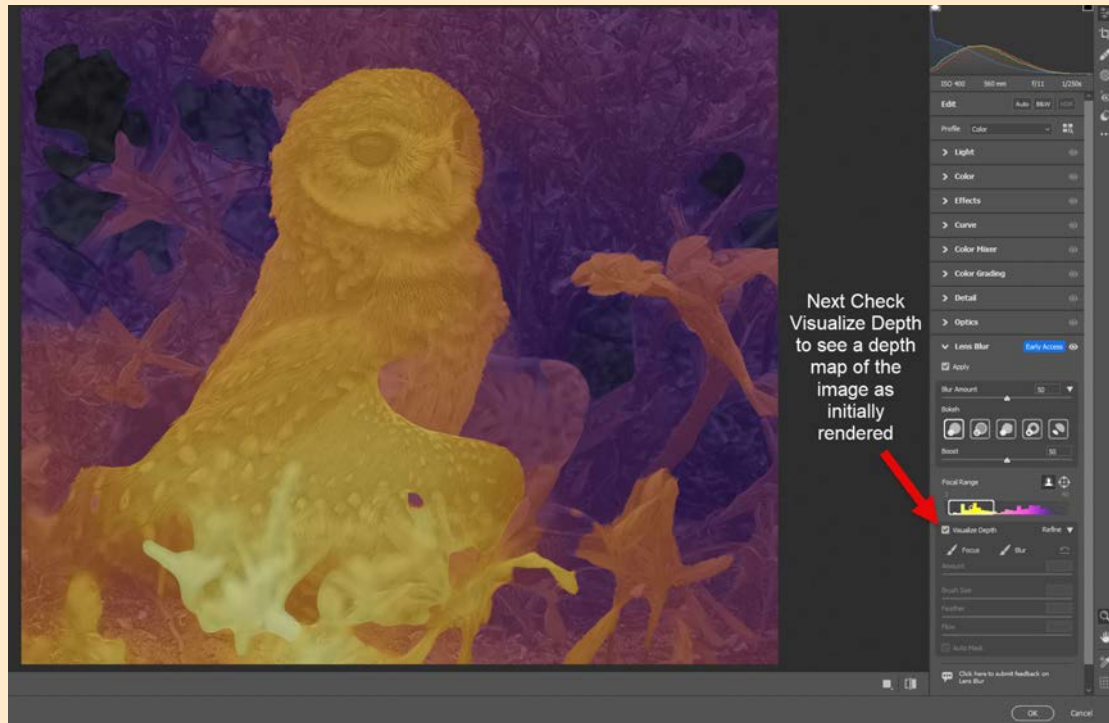 ISO 400 560 mm f/11 1/250s
Edit Auto B&W HDR
Profile Color
Light
Color
Effects
Curve
Color Mixer
Color Grading
Detail
Optics
Lens Blur Early Access
Apply
Blur Amount 50
Bokeh
Boost 50
Focal Range
Visualize Depth Refine
Focus Blur
Amount
Brush Size
Feather
Flow
Auto Mask
Click here to submit feedback on
Lens Blur
OK Cancel
Next Check
Visualize Depth
to see a depth
map of the
image as
initially
rendered